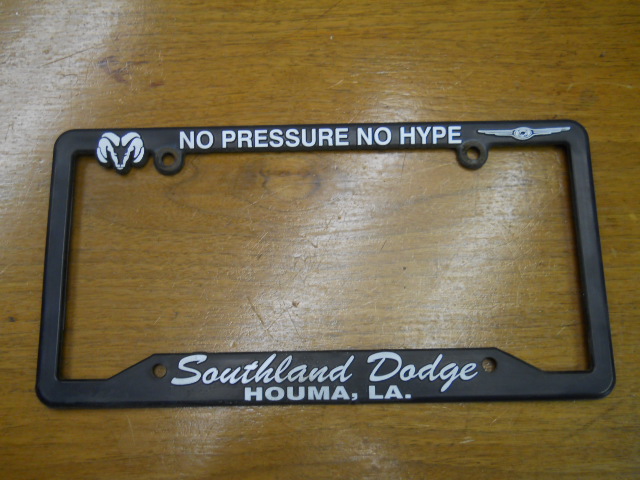 NO PRESSURE NO HYPE
Southland Dodge
HOUMA, LA.